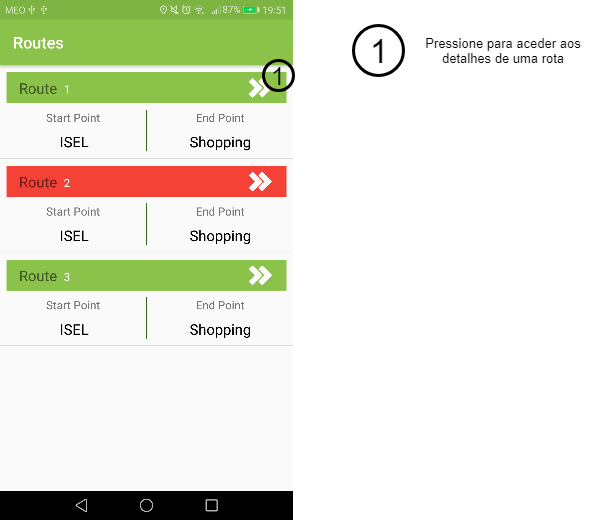 MEO 87% 19:51
Routes
Route 1
1
Start Point End Point
ISEL Shopping
Route 2
Start Point End Point
ISEL Shopping
Route 3
Start Point End Point
ISEL Shopping
1
Pressione para aceder aos
detalhes de uma rota